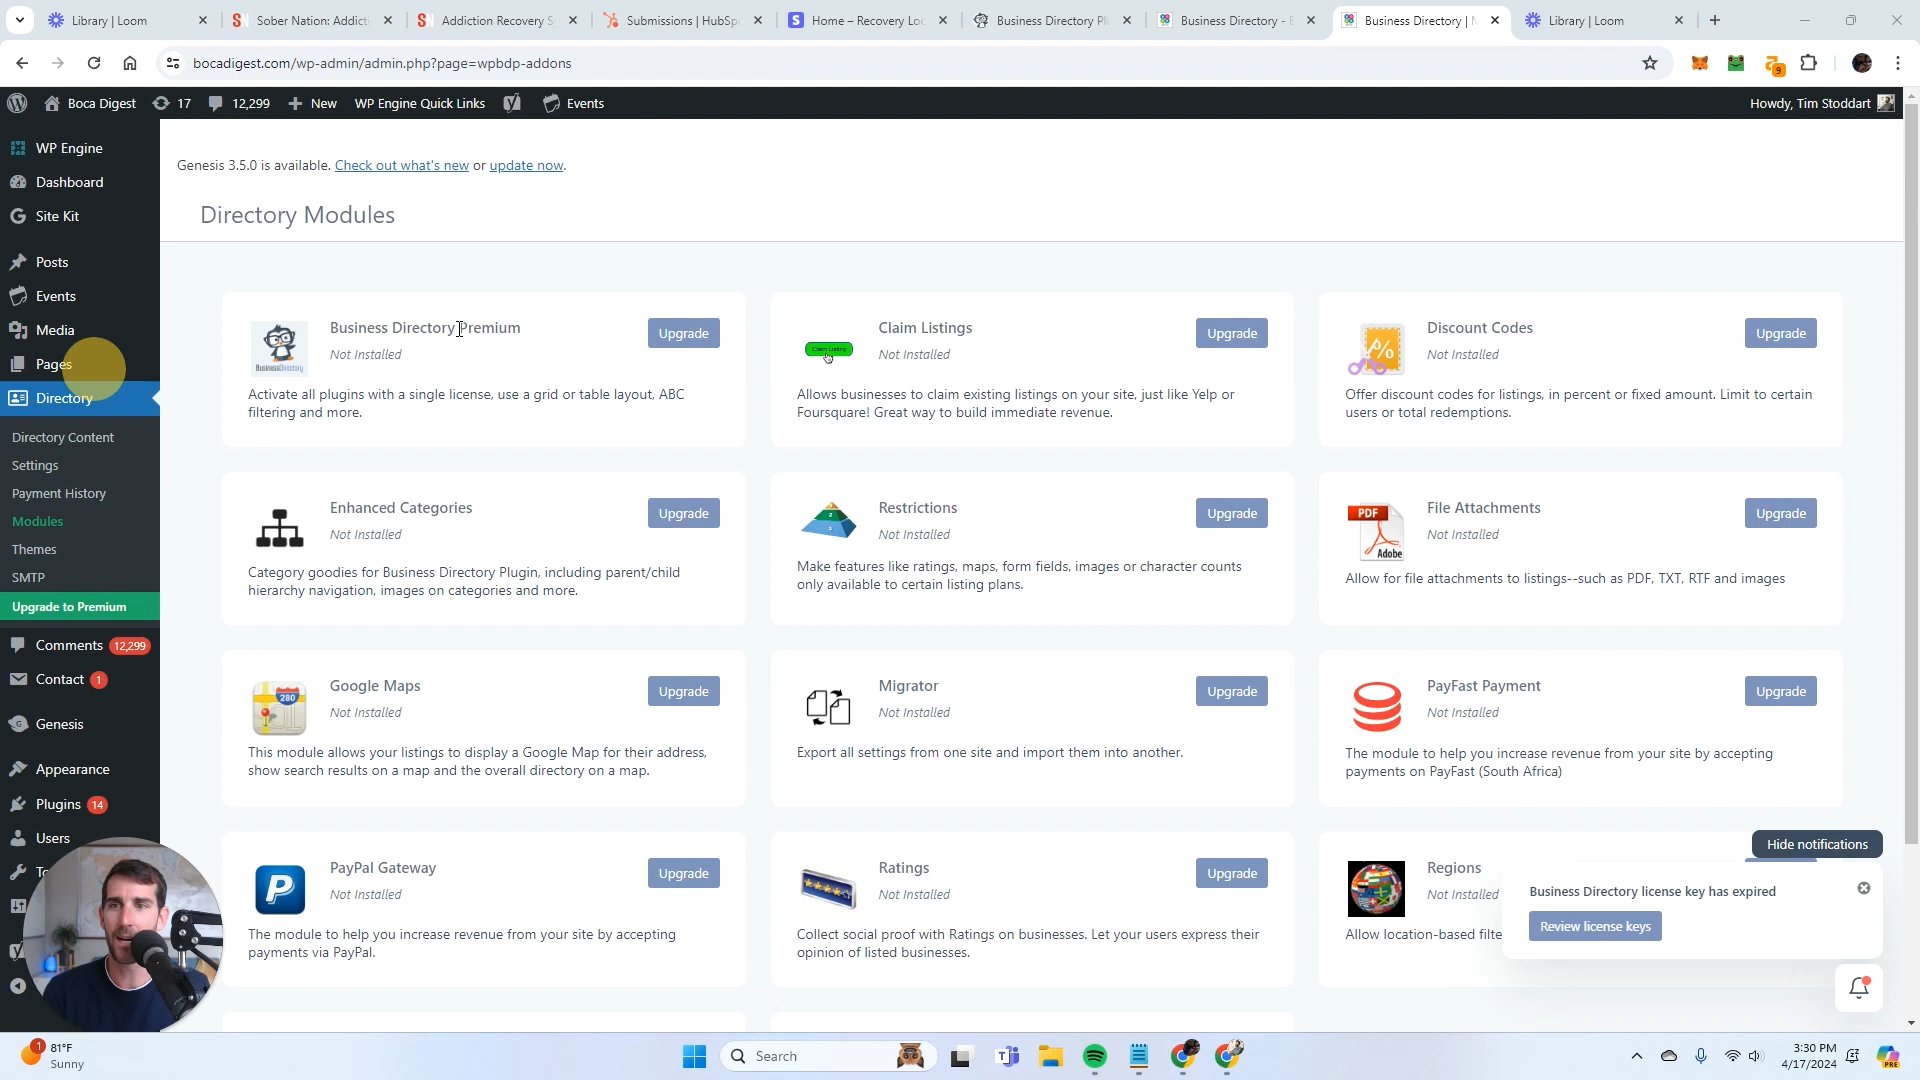 Library | Loom
Sober Nation: Addicti
Addiction Recovery S
Submissions | HubSp
Home – Recovery Loc
Business Directory Pl
Business Directory - E
Business Directory |
Library | Loom
bocadigest.com/wp-admin/admin.php?page=wpbdp-addons
9
Boca Digest
17
12,299
New
WP Engine Quick Links
Events
Howdy, Tim Stoddart
WP Engine
Dashboard
Site Kit
Posts
Events
Media
Pages
Directory
Directory Content
Settings
Payment History
Modules
Themes
SMTP
Upgrade to Premium
Comments 12,299
Contact 1
Genesis
Appearance
Plugins 14
Users
To
Genesis 3.5.0 is available. Check out what's new or update now.
Directory Modules
Business Directory Premium
Not Installed
Upgrade
Activate all plugins with a single license, use a grid or table layout, ABC
filtering and more.
BusinessDirectory
Claim Listings
Not Installed
Upgrade
Claim Listing
Allows businesses to claim existing listings on your site, just like Yelp or
Foursquare! Great way to build immediate revenue.
Discount Codes
Not Installed
Upgrade
%
Offer discount codes for listings, in percent or fixed amount. Limit to certain
users or total redemptions.
Enhanced Categories
Not Installed
Upgrade
Category goodies for Business Directory Plugin, including parent/child
hierarchy navigation, images on categories and more.
Restrictions
Not Installed
Upgrade
Make features like ratings, maps, form fields, images or character counts
only available to certain listing plans.
File Attachments
Not Installed
Upgrade
PDF
Adobe
Allow for file attachments to listings--such as PDF, TXT, RTF and images
Google Maps
Not Installed
Upgrade
280
This module allows your listings to display a Google Map for their address,
show search results on a map and the overall directory on a map.
Migrator
Not Installed
Upgrade
Export all settings from one site and import them into another.
PayFast Payment
Not Installed
Upgrade
The module to help you increase revenue from your site by accepting
payments on PayFast (South Africa)
PayPal Gateway
Not Installed
Upgrade
The module to help you increase revenue from your site by accepting
payments via PayPal.
Ratings
Not Installed
Upgrade
Collect social proof with Ratings on businesses. Let your users express their
opinion of listed businesses.
Regions
Not Installed
Allow location-based filte
Hide notifications
Business Directory license key has expired
Review license keys
1
81°F
Sunny
Search
3:30 PM
4/17/2024
PRE